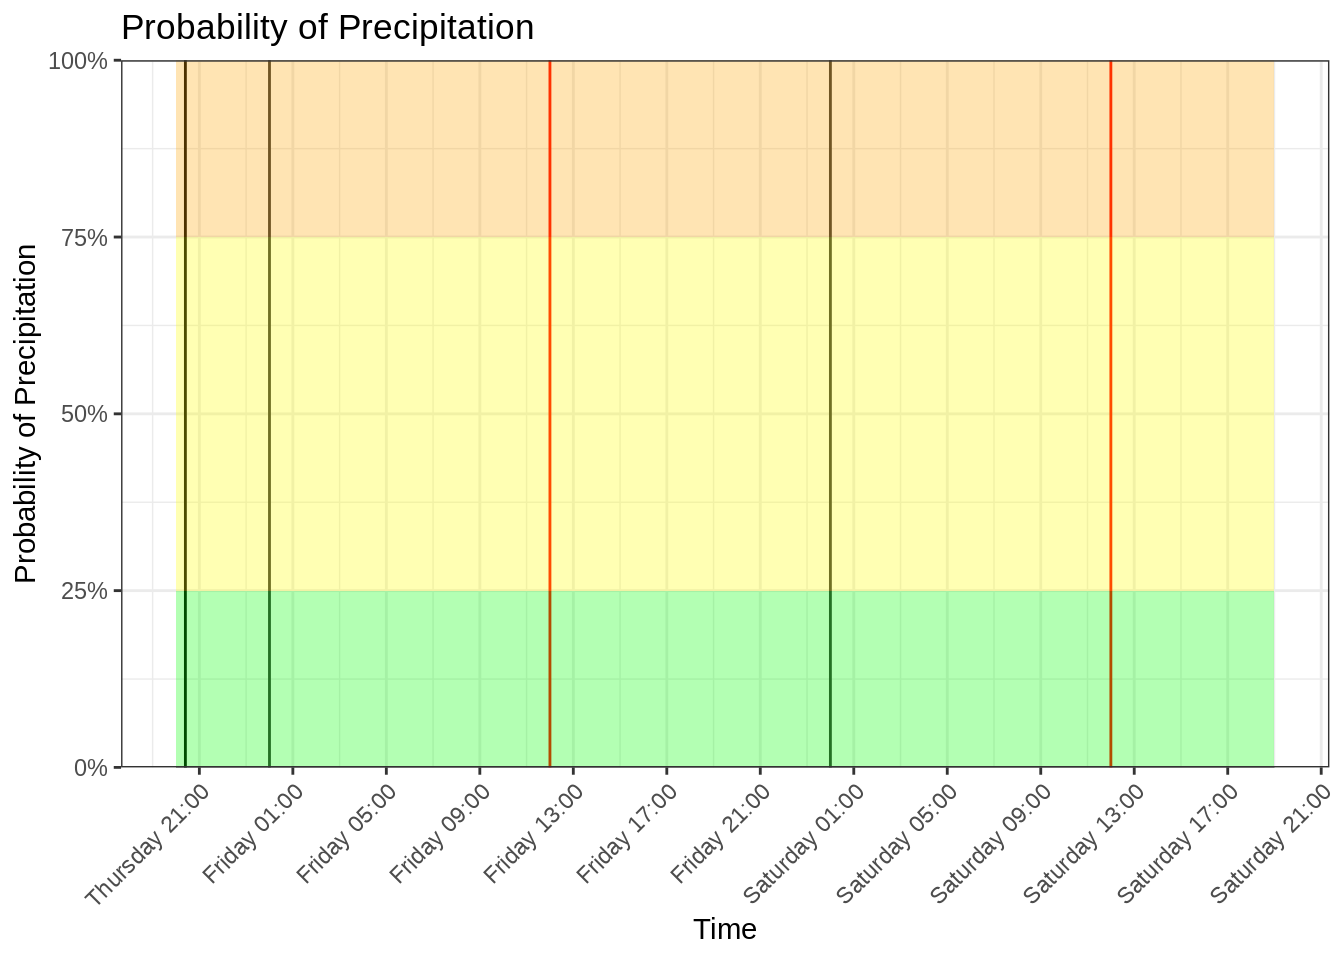 Probability of Precipitation
Probability of Precipitation
100%
75%
50%
25%
0%
Thursday 21:00
Friday 01:00
Friday 05:00
Friday 09:00
Friday 13:00
Friday 17:00
Friday 21:00
Saturday 01:00
Saturday 05:00
Saturday 09:00
Saturday 13:00
Saturday 17:00
Saturday 21:00
Time